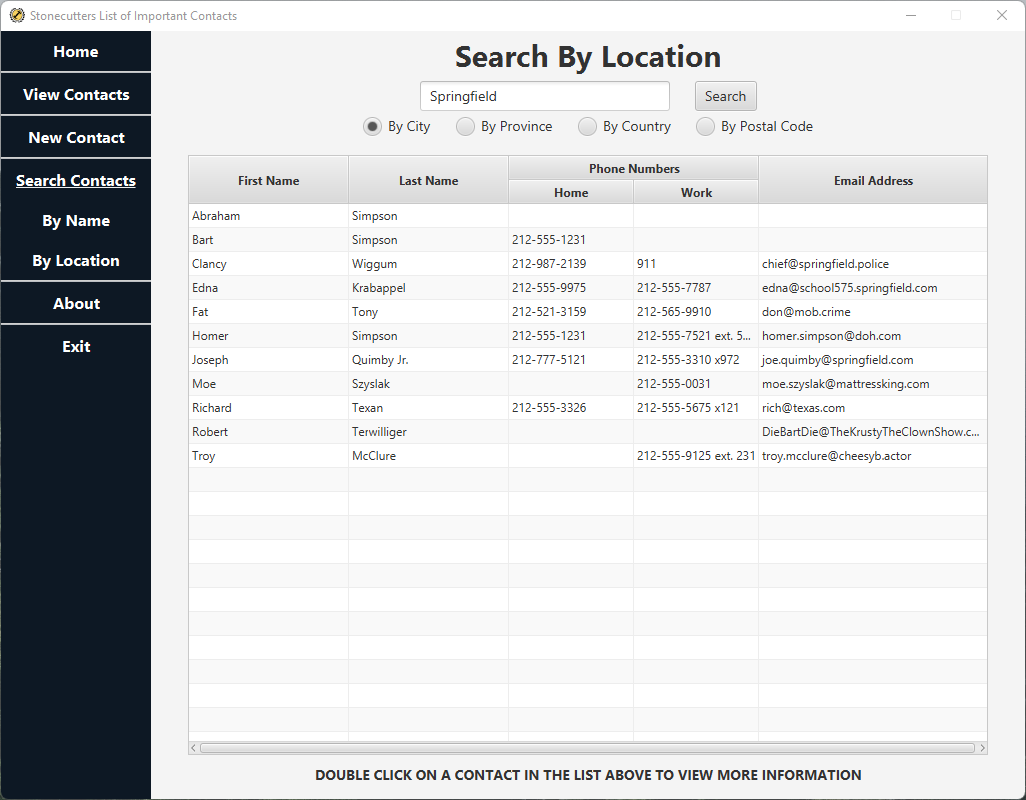 Stonecutters List of Important Contacts
Home
View Contacts
New Contact
Search Contacts
By Name
By Location
About
Exit
Search By Location
Springfield Search
By City By Province By Country By Postal Code
First Name Last Name Phone Numbers Email Address
Home Work
Abraham Simpson
Bart Simpson 212-555-1231
Clancy Wiggum 212-987-2139 911 chief@springfield.police
Edna Krabappel 212-555-9975 212-555-7787 edna@school575.springfield.com
Fat Tony 212-521-3159 212-565-9910 don@mob.crime
Homer Simpson 212-555-1231 212-555-7521 ext. 5... homer.simpson@doh.com
Joseph Quimby Jr. 212-777-5121 212-555-3310 x972 joe.quimby@springfield.com
Moe Szyslak 212-555-0031 moe.szyslak@mattressking.com
Richard Texan 212-555-3326 212-555-5675 x121 rich@texas.com
Robert Terwilliger DieBartDie@TheKrustyTheClownShow.c...
Troy McClure 212-555-9125 ext. 231 troy.mcclure@cheesyb.actor
DOUBLE CLICK ON A CONTACT IN THE LIST ABOVE TO VIEW MORE INFORMATION